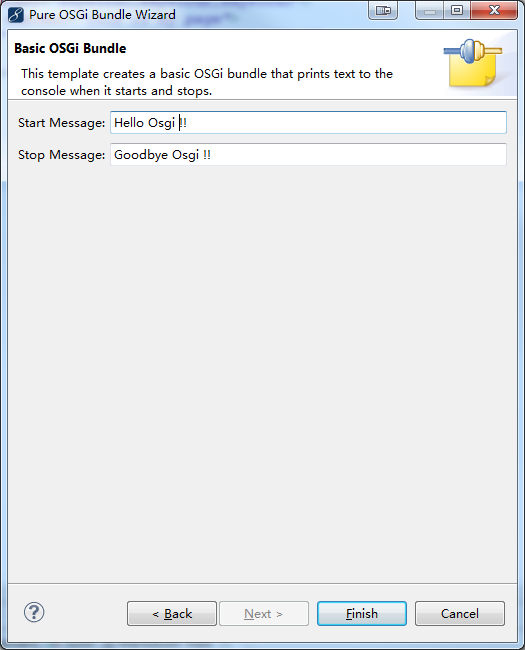 Pure OSGi Bundle Wizard
Basic OSGi Bundle
This template creates a basic OSGi bundle that prints text to the
console when it starts and stops.
Start Message: Hello Osgi !!
Stop Message: Goodbye Osgi !!
? < Back Next > Finish Cancel